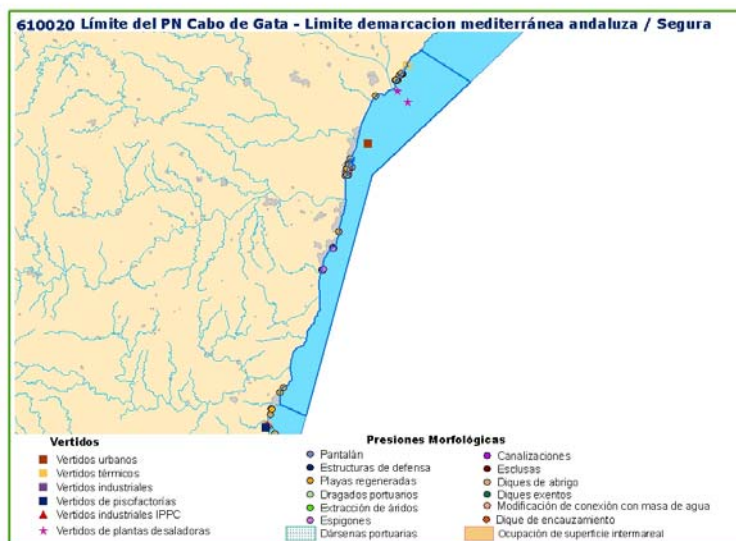 610020 Límite del PN Cabo de Gata - Limite demarcacion mediterránea andaluza / Segura
Vertidos
Vertidos urbanos
Vertidos térmicos
Vertidos industriales
Vertidos de piscifactorias
Vertidos industriales IPPC
Vertidos de plantas desaladoras
Presiones Morfológicas
Pantalán
Estructuras de defensa
Playas regeneradas
Dragados portuarios
Extracción de áridos
Espigones
Dársenas portuarias
Canalizaciones
Esclusas
Diques de abrigo
Diques exentos
Modificación de conexión con masa de agua
Dique de encauzamiento
Ocupación de superficie intermareal